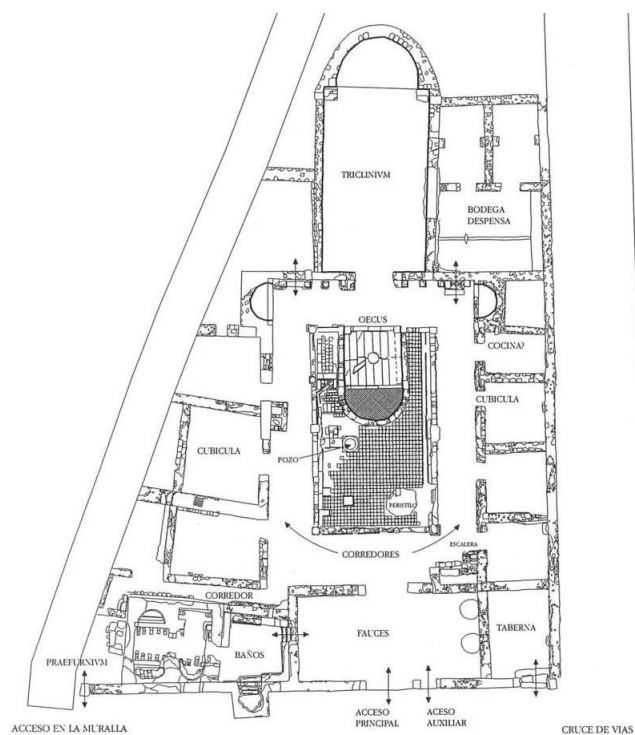 TRICLINIVM
BODEGA
DESPENSA
OECUS
COCINA?
CUBICULA
CUBICULA
POZO
PERISTILO
ESCALERA
CORREDORES
CORREDOR
FAUCES
TABERNA
BAÑOS
PRAEFURNIVM
ACCESO
PRINCIPAL
ACESO
AUXILIAR
ACCESO EN LA MURALLA
CRUCE DE VIAS